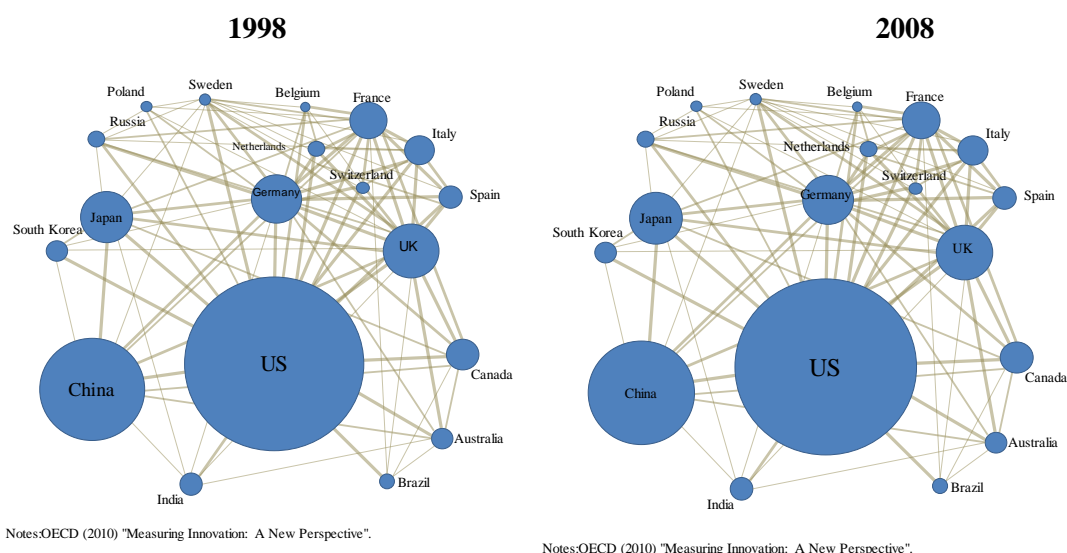 1998
Sweden
Poland
Belgium
France
Russia
Italy
Netherlands
Switzerland
Germany
Spain
Japan
South Korea
UK
US
China
Canada
Australia
India
Brazil
Notes:OECD (2010) "Measuring Innovation: A New Perspective".
2008
Sweden
Poland
Belgium
France
Russia
Italy
Netherlands
Switzerland
Germany
Spain
Japan
South Korea
UK
US
China
Canada
Australia
India
Brazil
Notes:OECD (2010) "Measuring Innovation: A New Perspective".